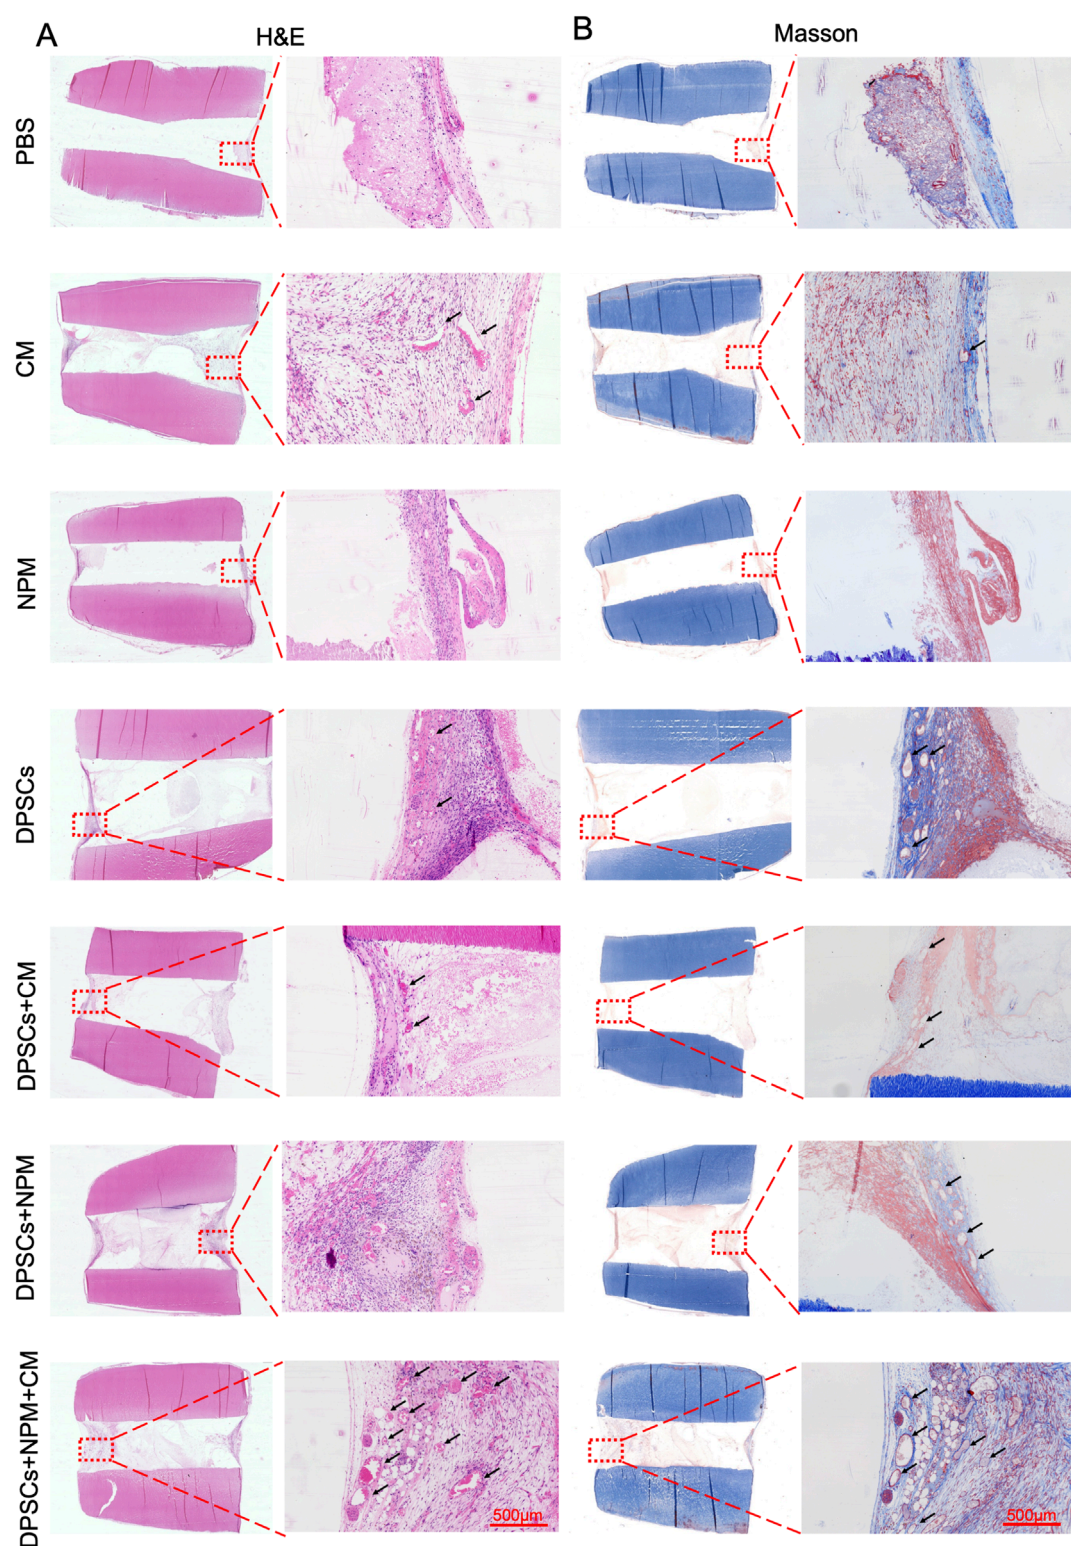 A
H&E
B
Masson
PBS
CM
NPM
DPSCs
DPSCs+CM
DPSCs+NPM
DPSCs+NPM+CM
500μm
500μm